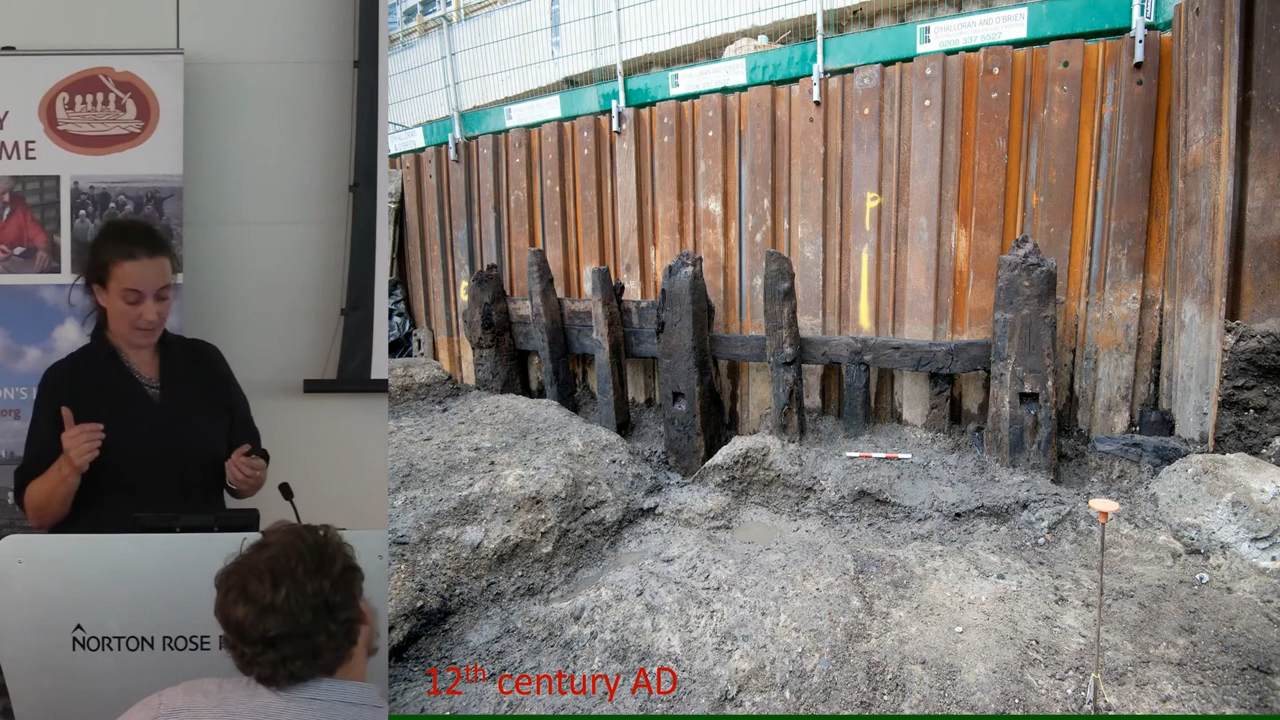 Y
ME
ON'S
org
NORTON ROSE
O'HALLORAN AND O'BRIEN
0208 337 5527
P
12th century AD